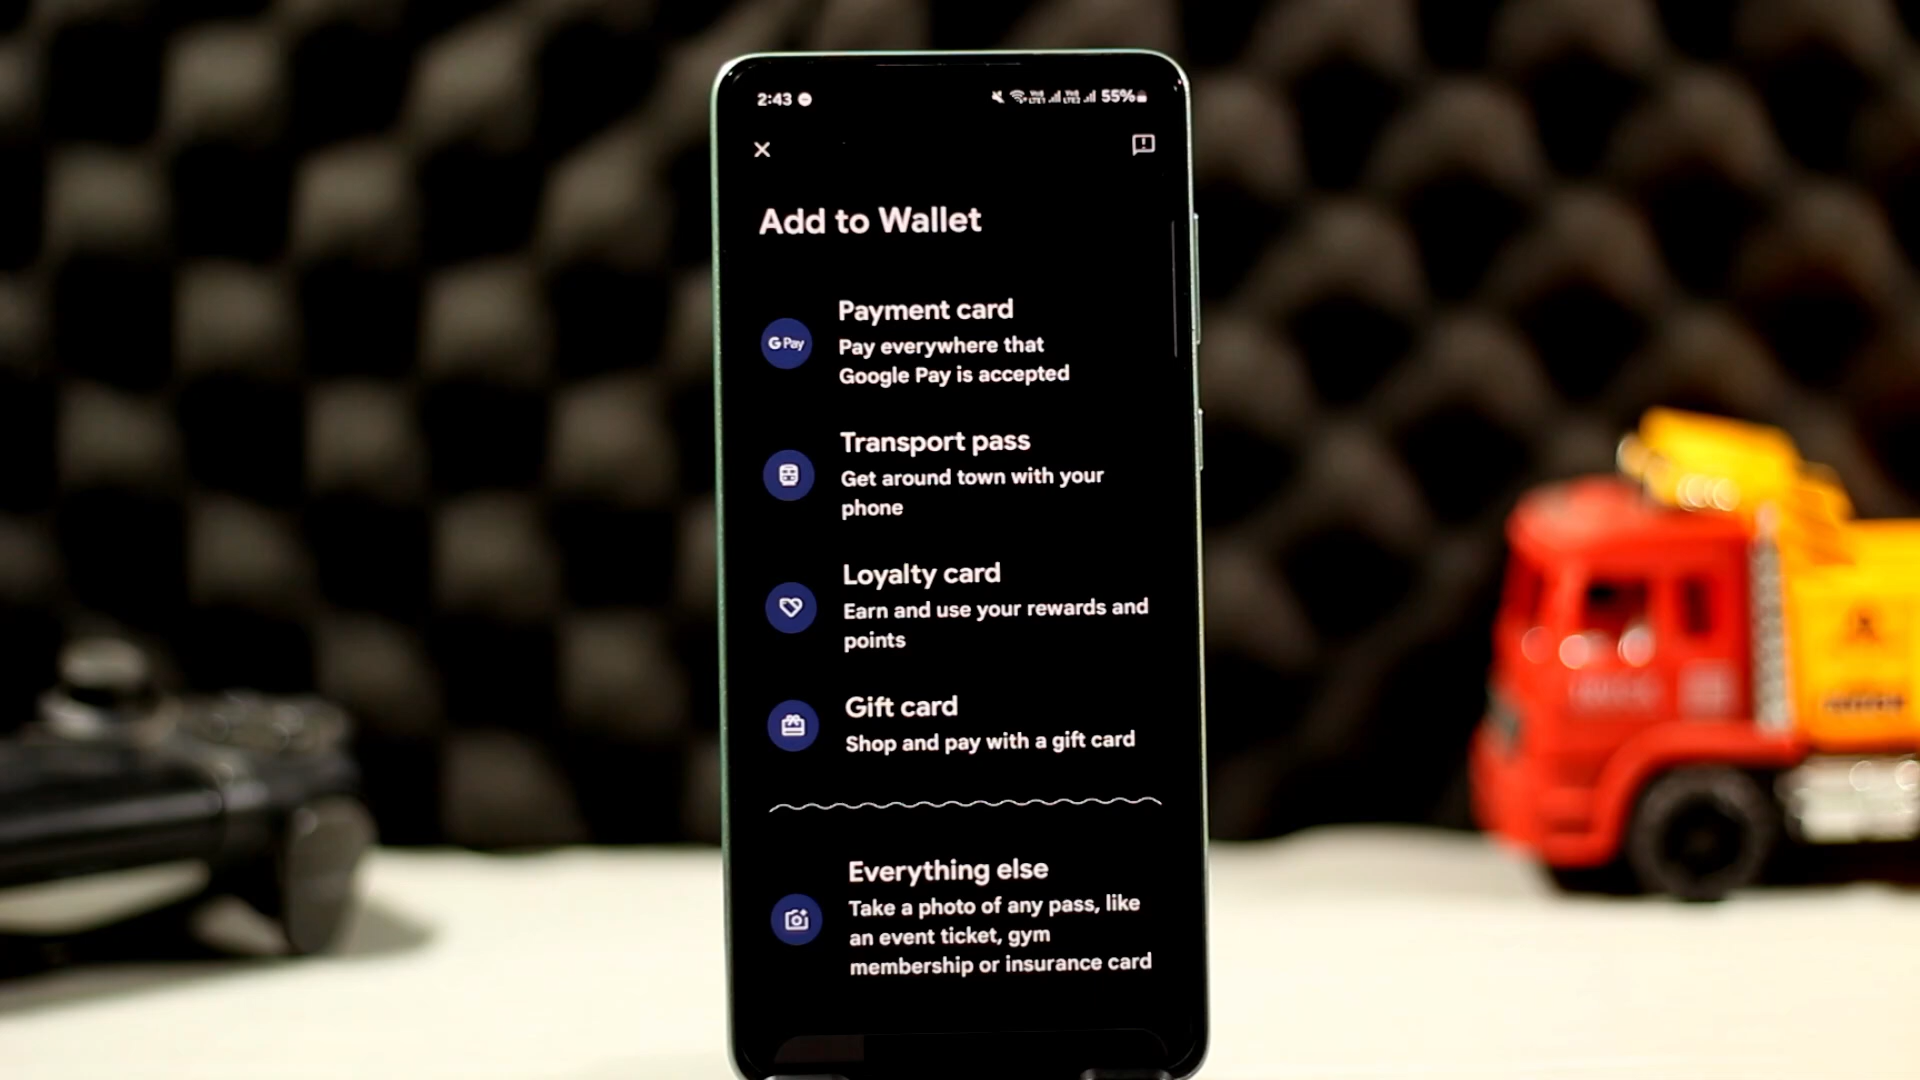 2:43 55%
Add to Wallet
Payment card
G Pay
Pay everywhere that
Google Pay is accepted
Transport pass
Get around town with your
phone
Loyalty card
Earn and use your rewards and
points
Gift card
Shop and pay with a gift card
Everything else
Take a photo of any pass, like
an event ticket, gym
membership or insurance card